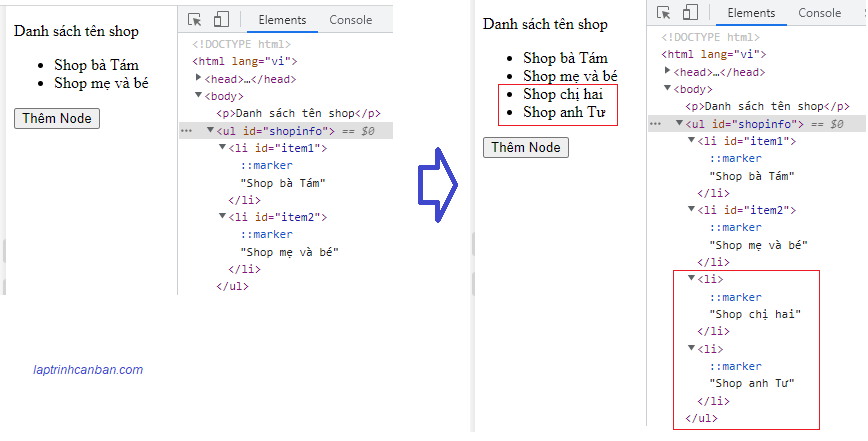 Danh sách tên shop
Shop bà Tám
Shop mẹ và bé
Thêm Node
Elements Console
<!DOCTYPE html>
<html lang="vi">
<head>…</head>
<body>
<p>Danh sách tên shop</p>
<ul id="shopinfo"> == $0
<li id="item1">
::marker
"Shop bà Tám"
</li>
<li id="item2">
::marker
"Shop mẹ và bé"
</li>
</ul>
laptrinhcanban.com
Danh sách tên shop
Shop bà Tám
Shop mẹ và bé
Shop chị hai
Shop anh Tư
Thêm Node
Elements Console
<!DOCTYPE html>
<html lang="vi">
<head>…</head>
<body>
<p>Danh sách tên shop</p>
<ul id="shopinfo"> == $0
<li id="item1">
::marker
"Shop bà Tám"
</li>
<li id="item2">
::marker
"Shop mẹ và bé"
</li>
<li>
::marker
"Shop chị hai"
</li>
<li>
::marker
"Shop anh Tư"
</li>
</ul>